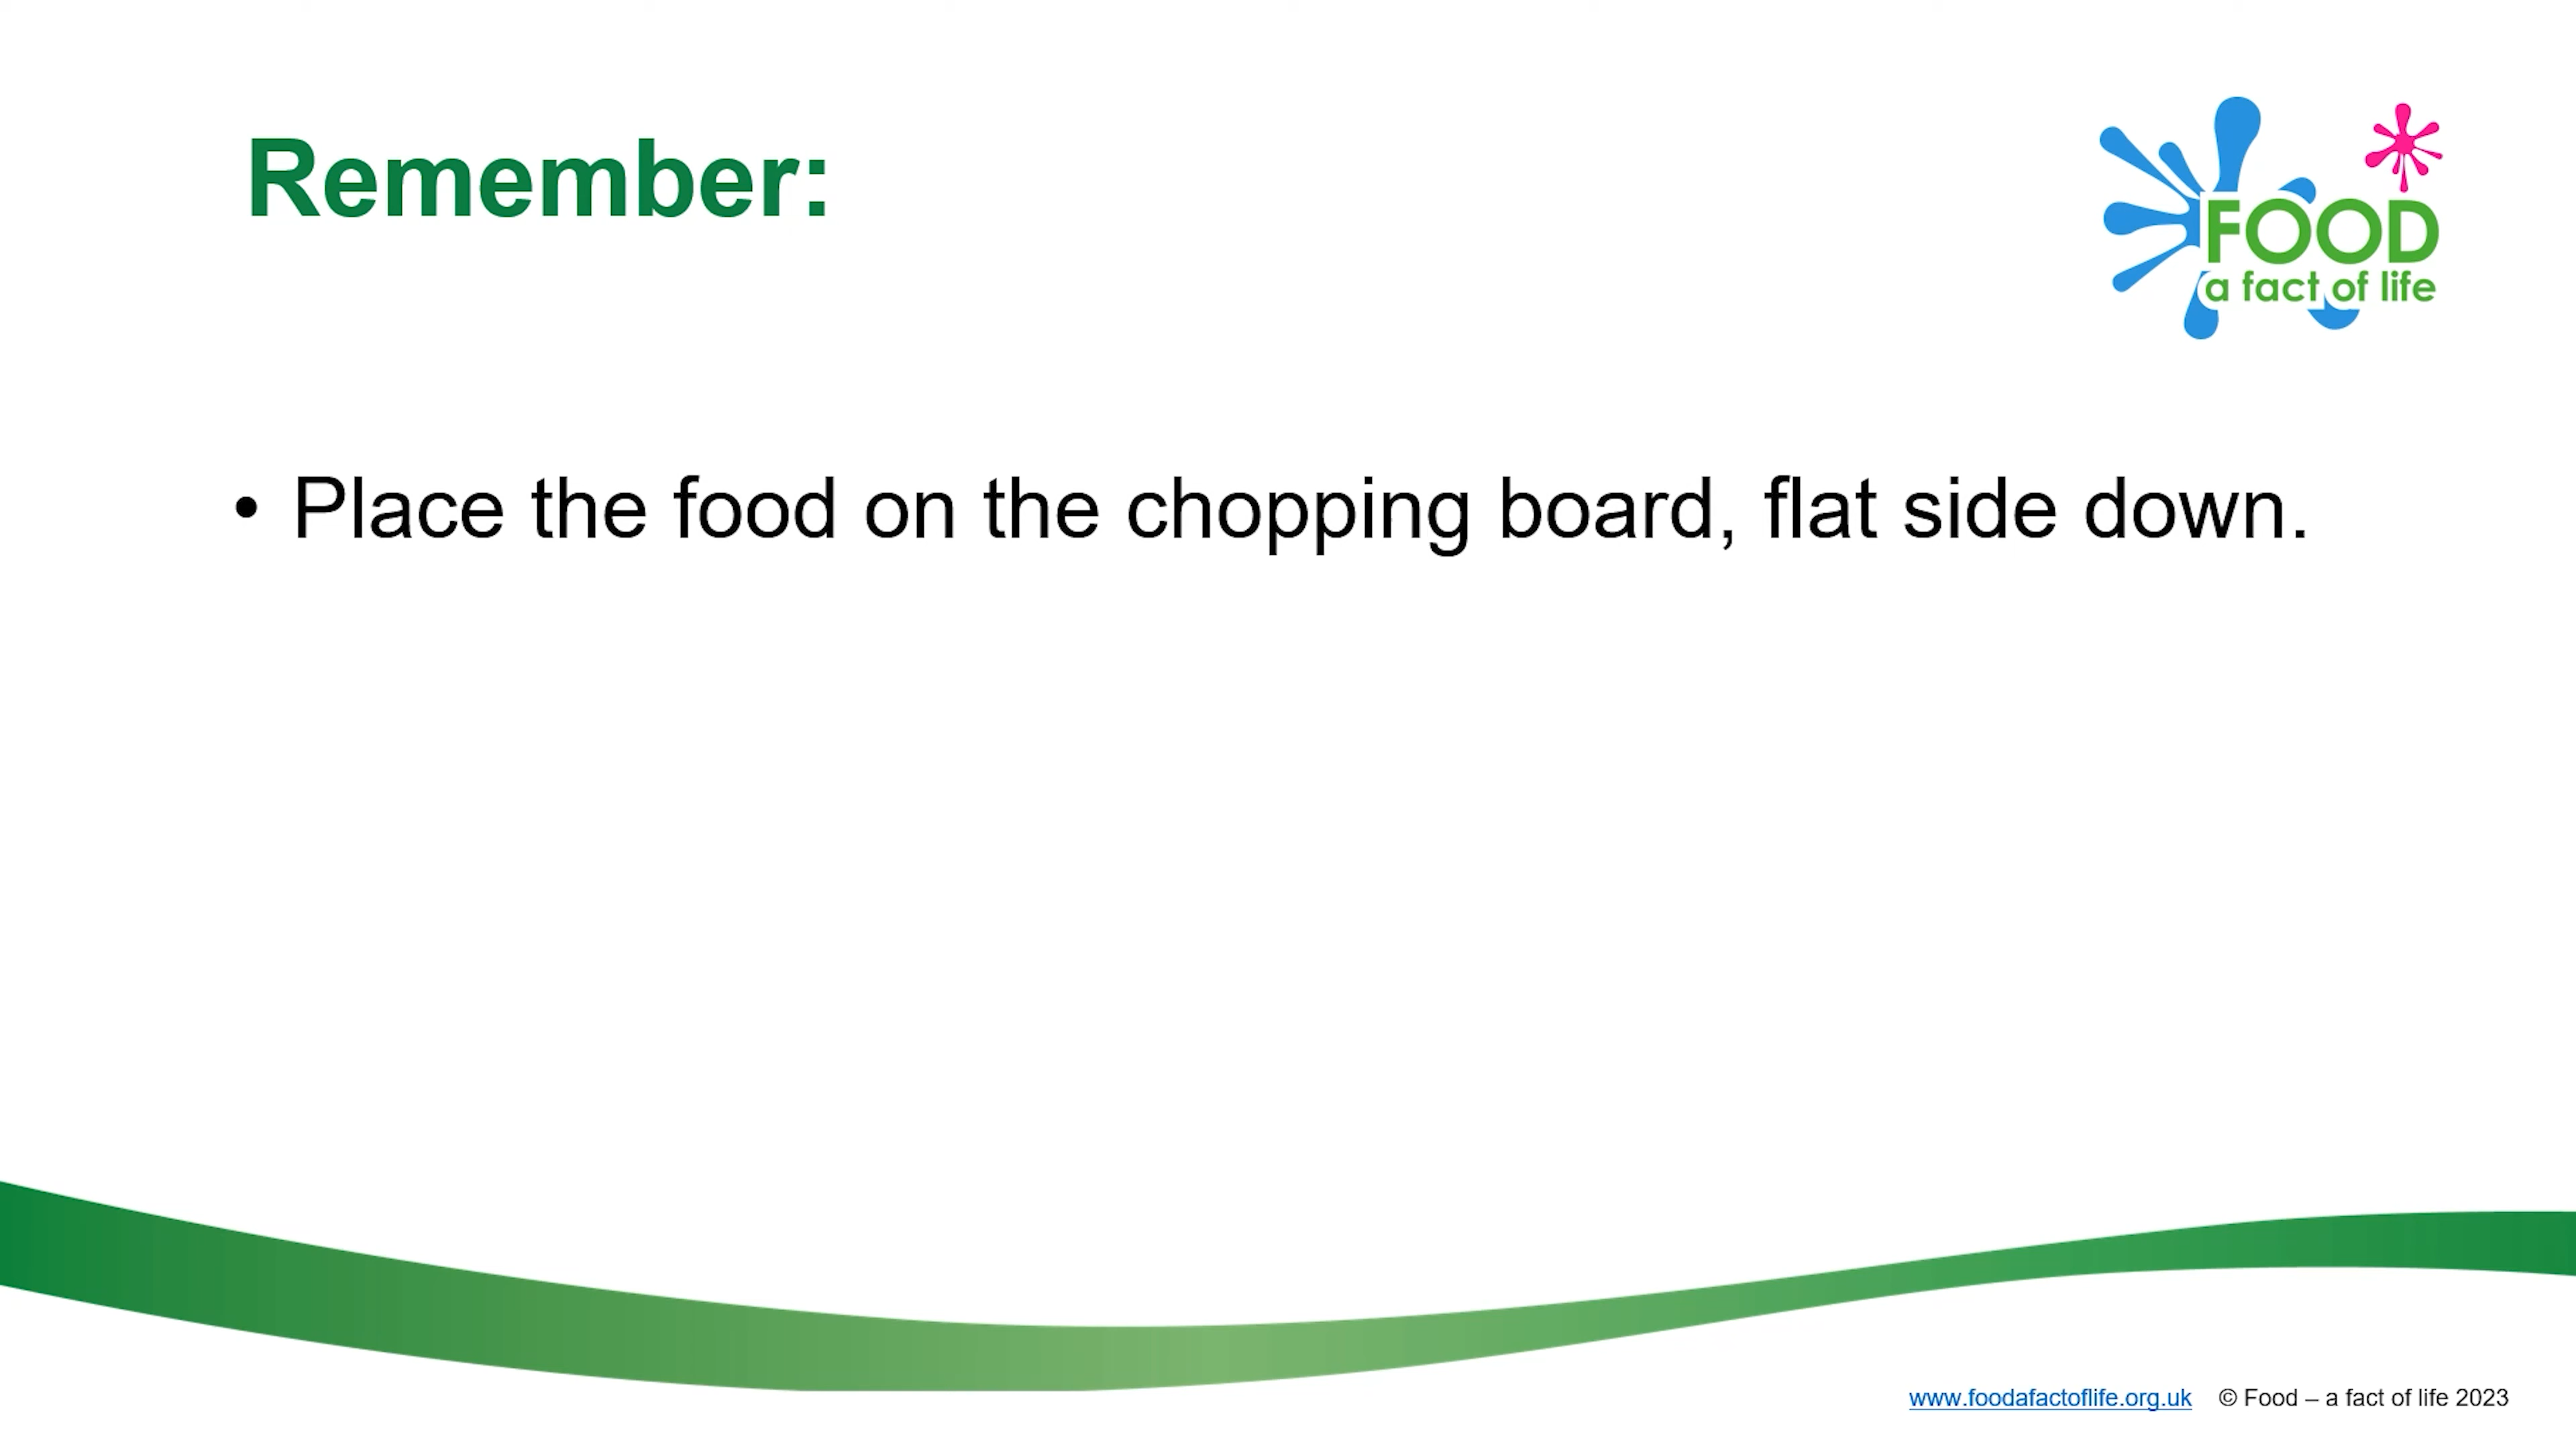 Remember:
FOOD
a fact of life
• Place the food on the chopping board, flat side down.
www.foodafactoflife.org.uk © Food – a fact of life 2023